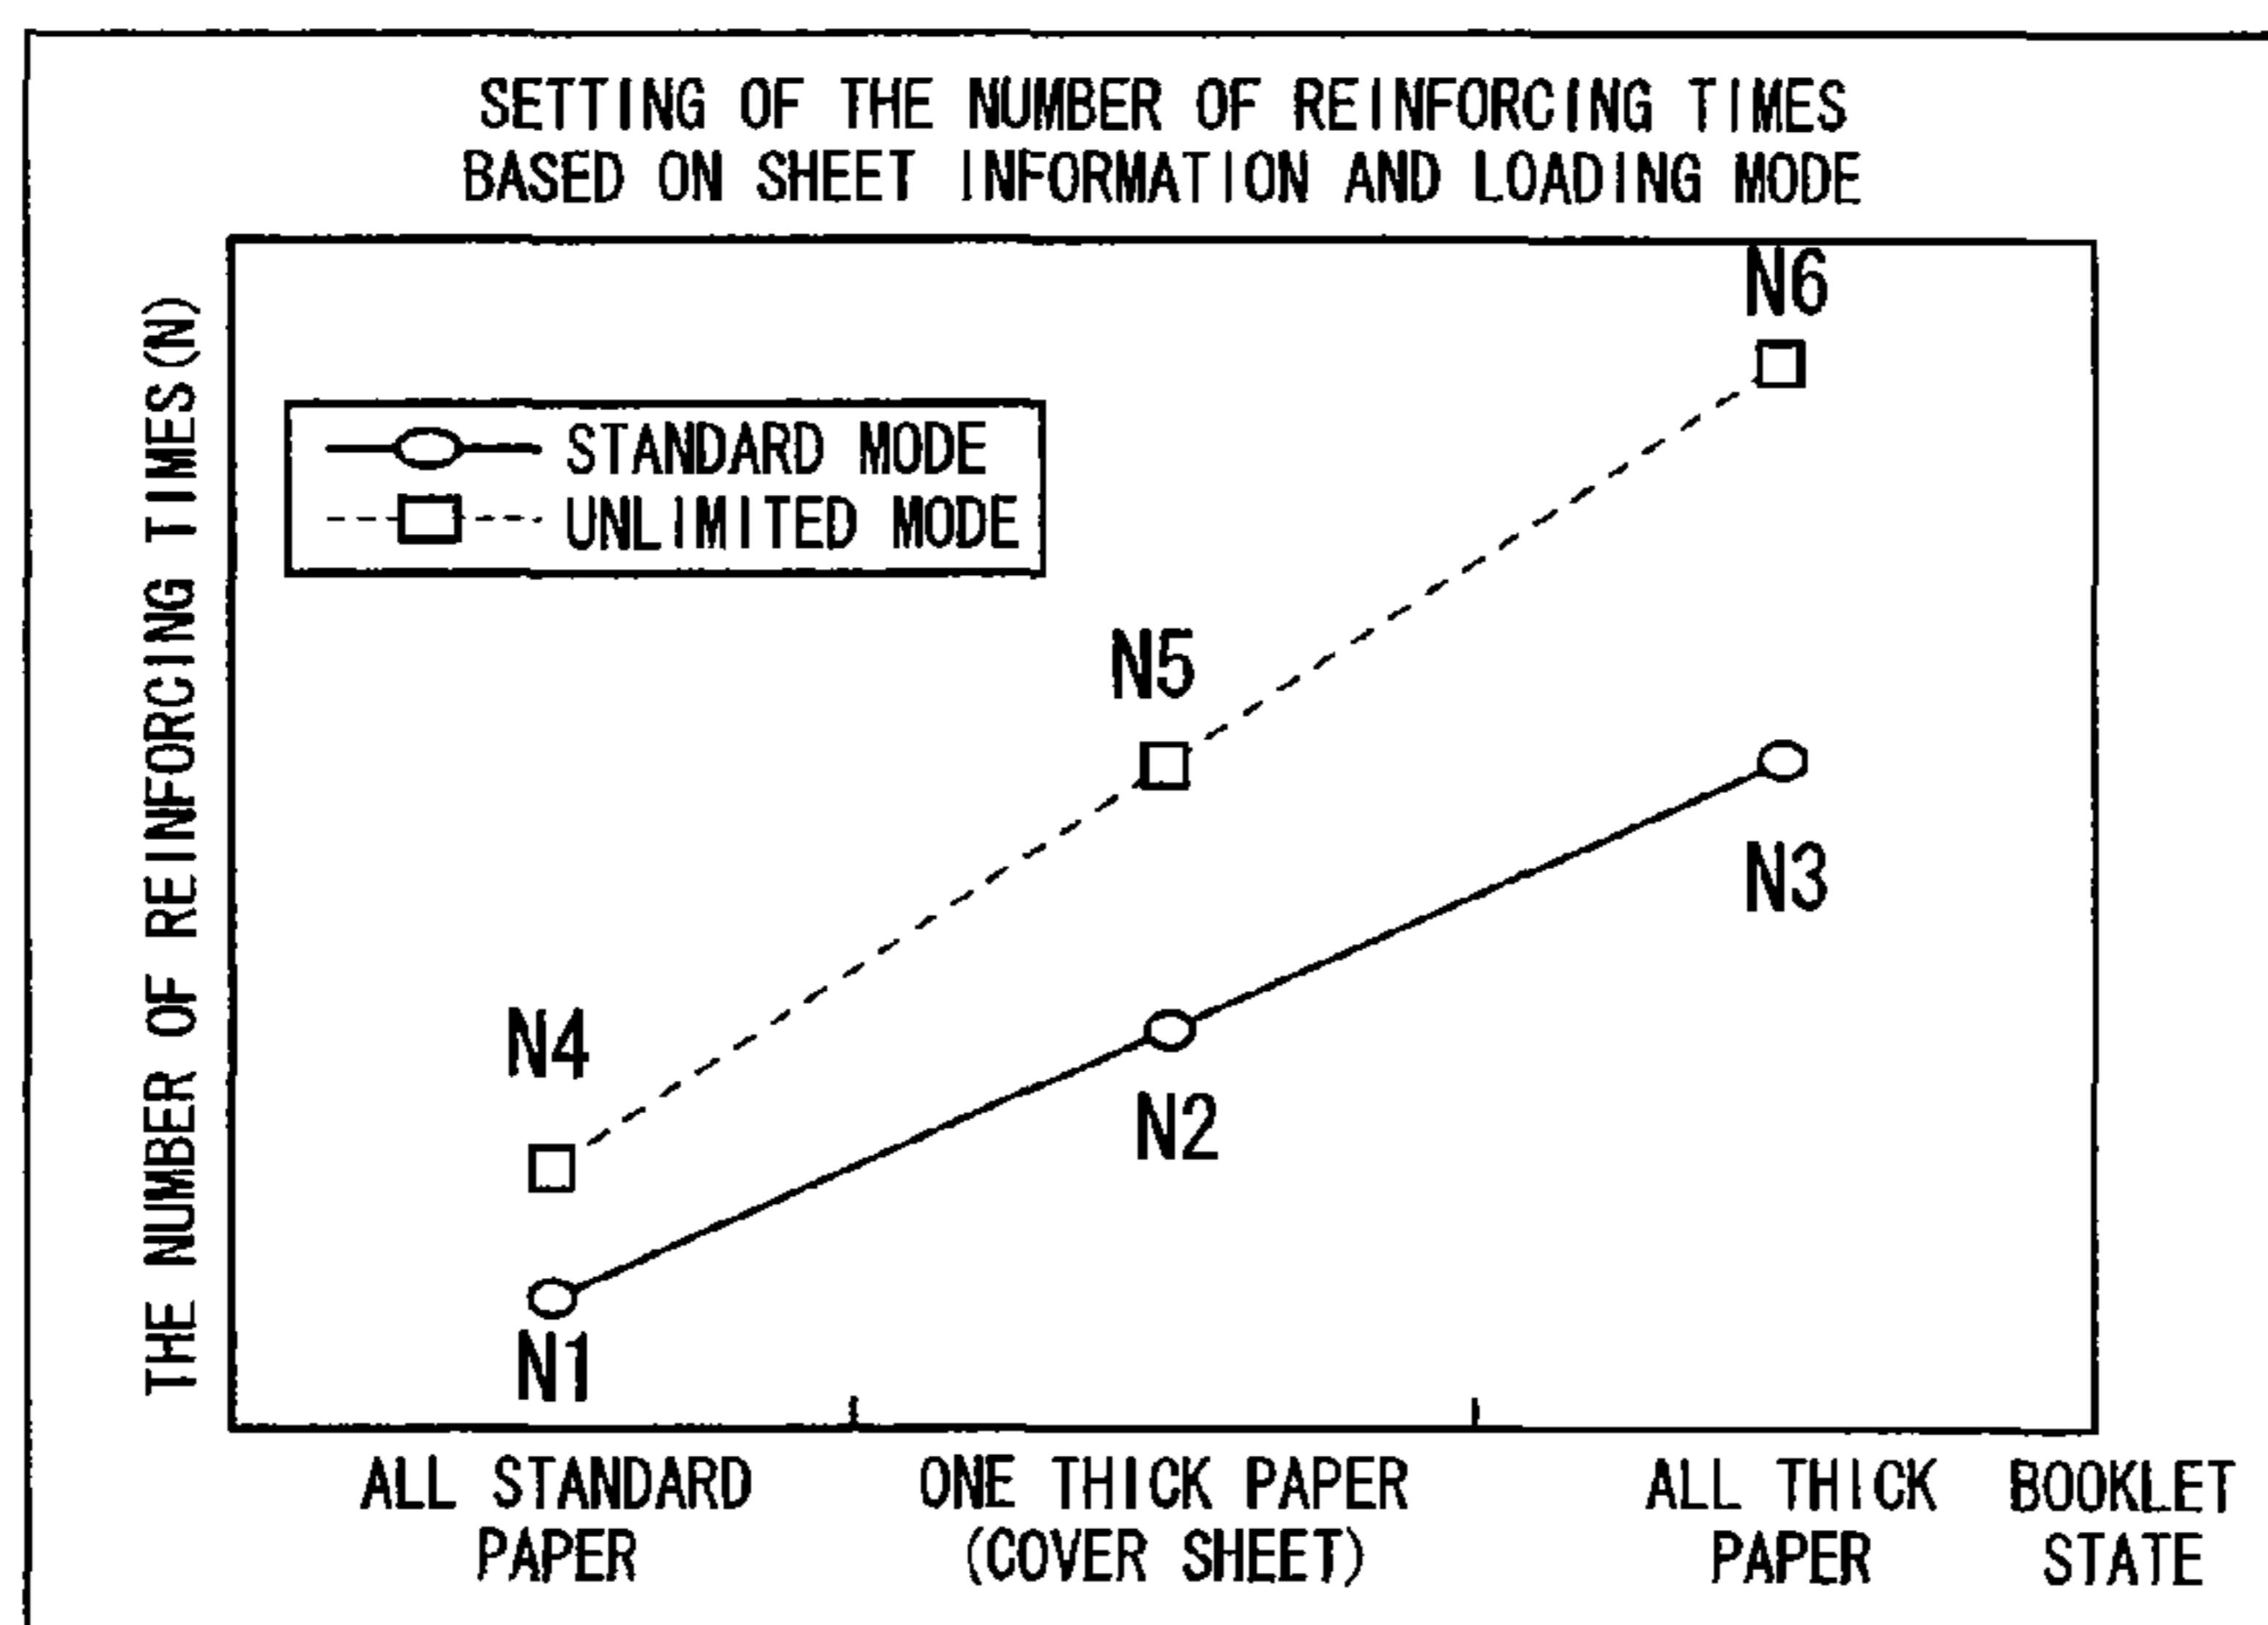 SETTING OF THE NUMBER OF REINFORCING TIMES
BASED ON SHEET INFORMATION AND LOADING MODE
THE NUMBER OF REINFORCING TIMES(N)
STANDARD MODE
UNLIMITED MODE
N6
N5
N3
N4
N2
N1
ALL STANDARD
PAPER
ONE THICK PAPER
(COVER SHEET)
ALL THICK
PAPER
BOOKLET
STATE